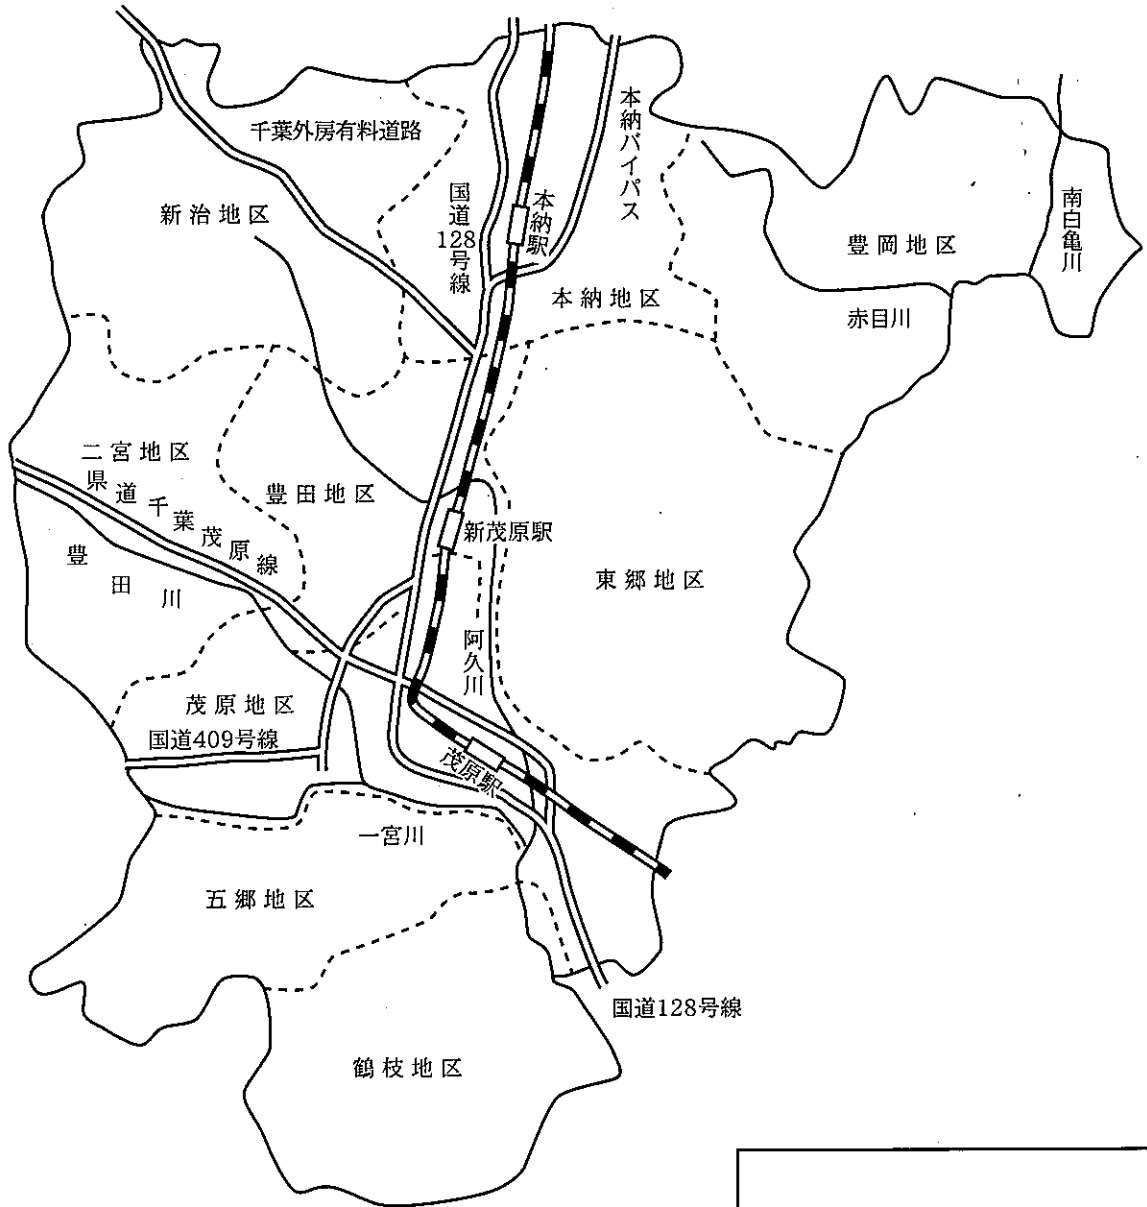 千葉外房有料道路
本納バイパス
国道128号線
本納駅
新治地区
南白亀川
豊岡地区
本納地区
赤目川
二宮地区
県道千葉茂原線
豊田地区
新茂原駅
豊田川
東郷地区
阿久川
茂原地区
国道409号線
茂原駅
一宮川
五郷地区
国道128号線
鶴枝地区